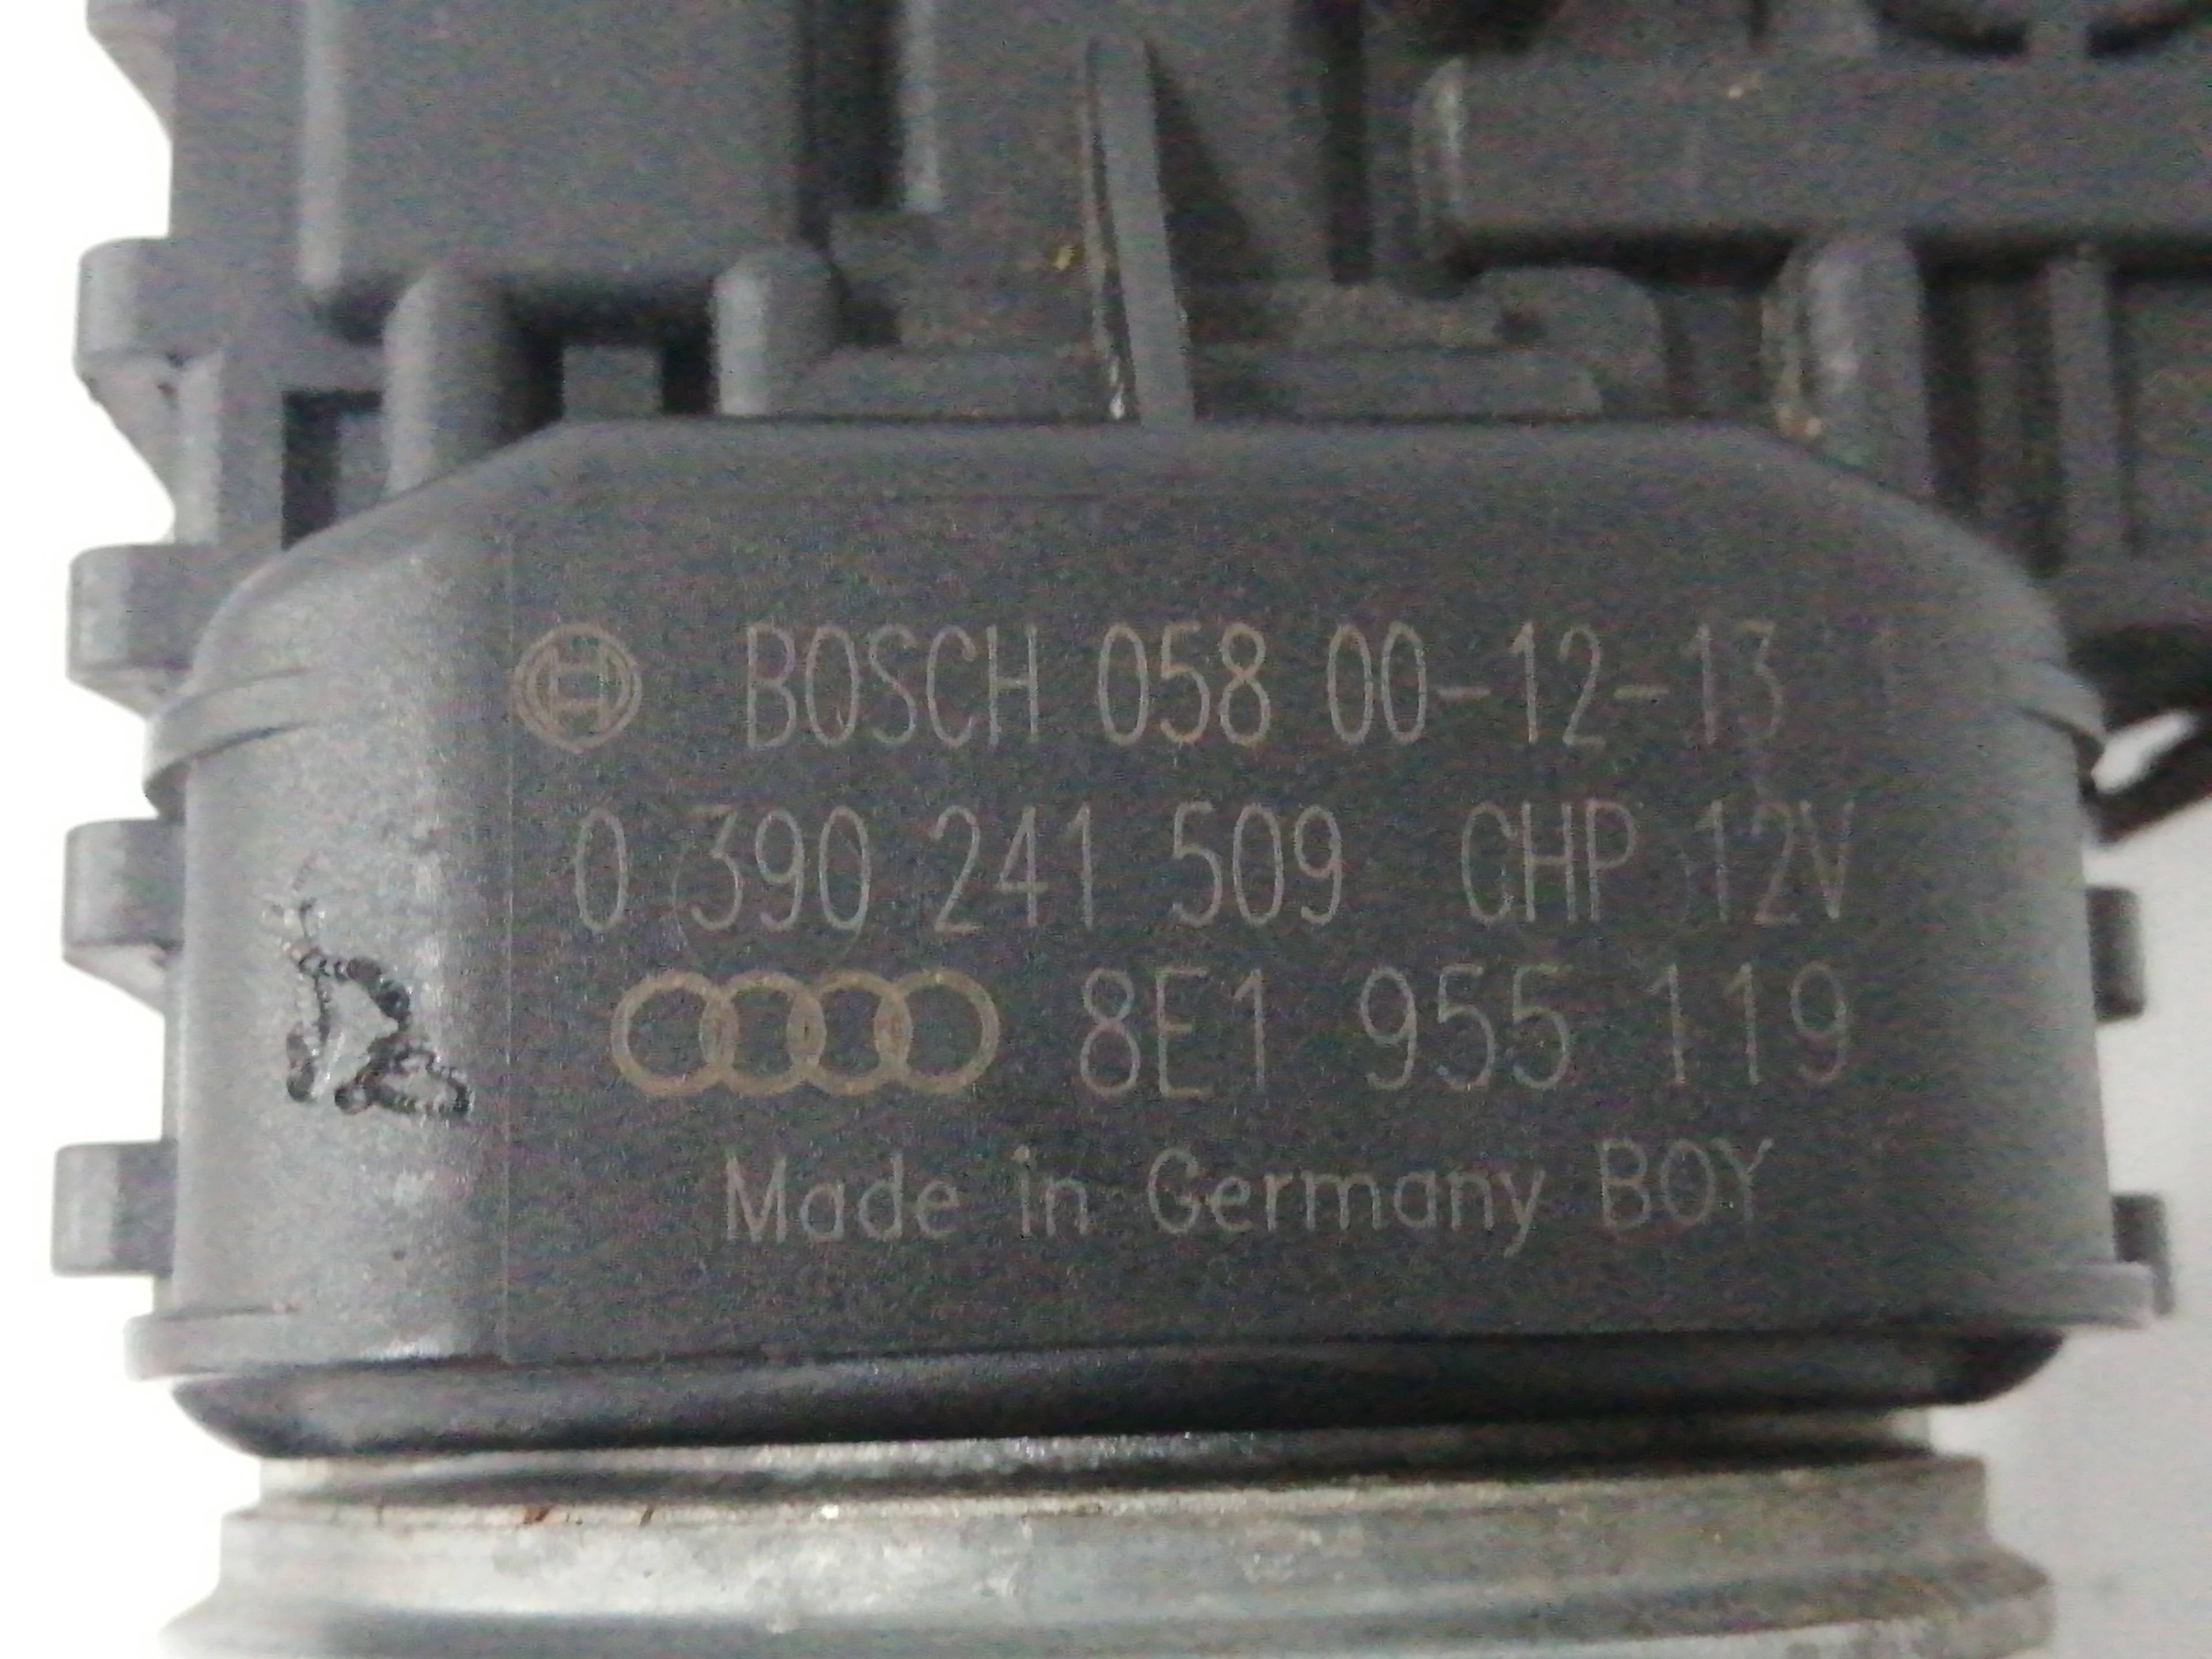 BOSCH 058 00-12-13
0 390 241 509 CHP 12V
8E1 955 119
Made in Germany BOY